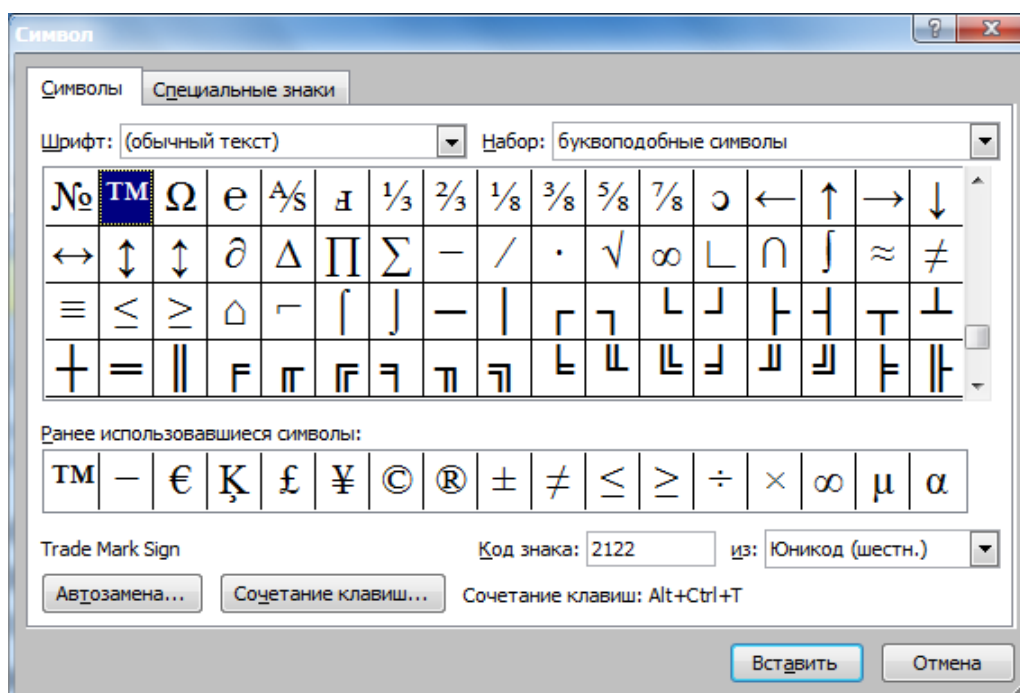 Символ
Символы Специальные знаки
Шрифт: (обычный текст) Набор: буквоподобные символы
№ ™ Ω ℮ ⅍ ⅎ ⅓ ⅔ ⅛ ⅜ ⅝ ⅞ ↄ ← ↑ → ↓
↔ ↕ ↨ ∂ ∆ ∏ ∑ − ∕ ∙ √ ∞ ∟ ∩ ∫ ≈ ≠
≡ ≤ ≥ ⌂ ⌐ ⌠ ⌡ ─ │ ┌ ┐ └ ┘ ├ ┤ ┬ ┴
┼ ═ ║ ╒ ╓ ╔ ╕ ╖ ╗ ╘ ╙ ╚ ╛ ╜ ╝ ╞ ╟
Ранее использовавшиеся символы:
™ − € Ķ £ ¥ © ® ± ≠ ≤ ≥ ÷ × ∞ µ α
Trade Mark Sign Код знака: 2122 из: Юникод (шестн.)
Автозамена... Сочетание клавиш... Сочетание клавиш: Alt+Ctrl+T
Вставить Отмена